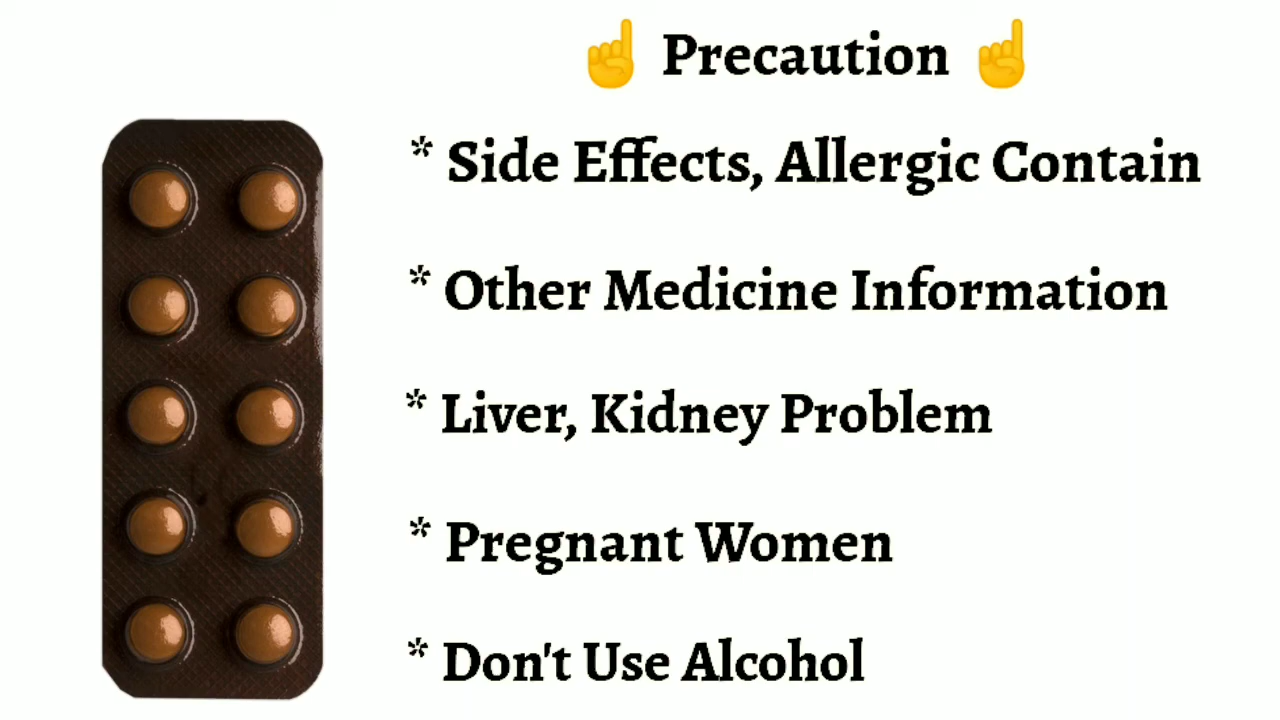 ☝ Precaution ☝
* Side Effects, Allergic Contain
* Other Medicine Information
* Liver, Kidney Problem
* Pregnant Women
* Don't Use Alcohol